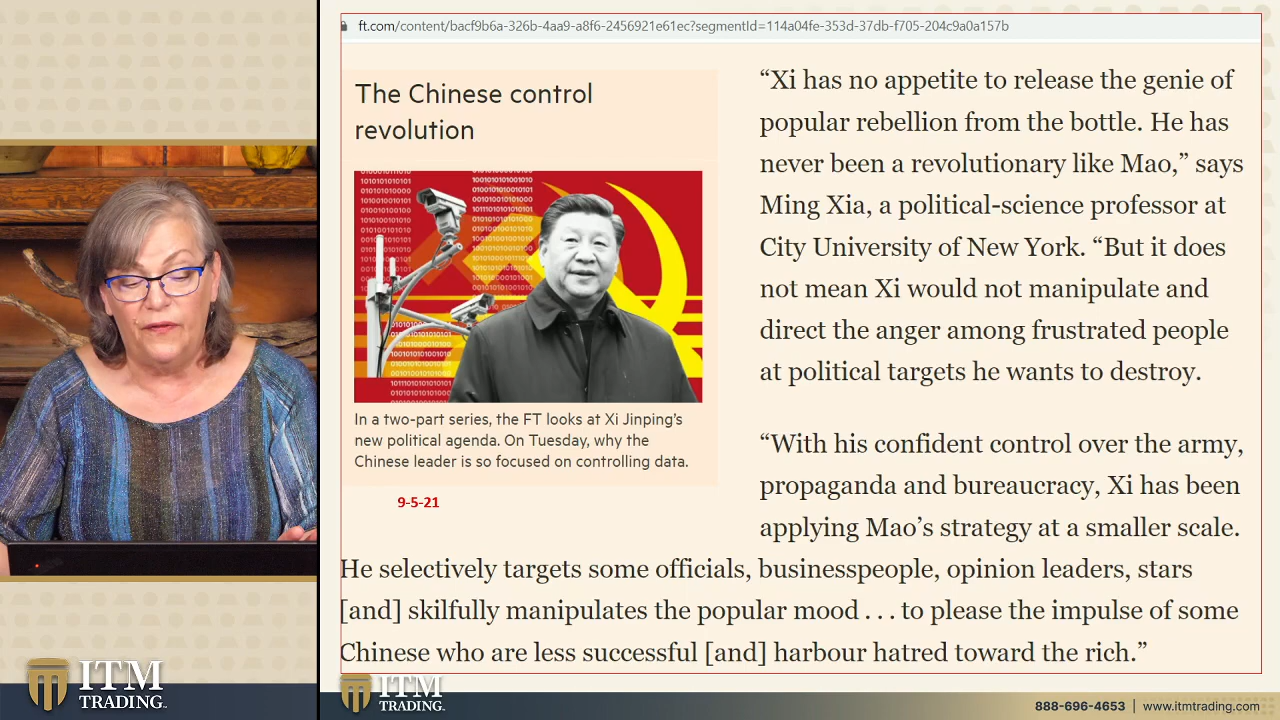 ft.com/content/bacf9b6a-326b-4aa9-a8f6-2456921e61ec?segmentId=114a04fe-353d-37db-f705-204c9a0a157b
The Chinese control
revolution
In a two-part series, the FT looks at Xi Jinping’s
new political agenda. On Tuesday, why the
Chinese leader is so focused on controlling data.
9-5-21
“Xi has no appetite to release the genie of
popular rebellion from the bottle. He has
never been a revolutionary like Mao,” says
Ming Xia, a political-science professor at
City University of New York. “But it does
not mean Xi would not manipulate and
direct the anger among frustrated people
at political targets he wants to destroy.
“With his confident control over the army,
propaganda and bureaucracy, Xi has been
applying Mao’s strategy at a smaller scale.
He selectively targets some officials, businesspeople, opinion leaders, stars
[and] skilfully manipulates the popular mood . . . to please the impulse of some
Chinese who are less successful [and] harbour hatred toward the rich.”
ITM
TRADING
ITM
TRADING
888-696-4653 | www.itmtrading.com